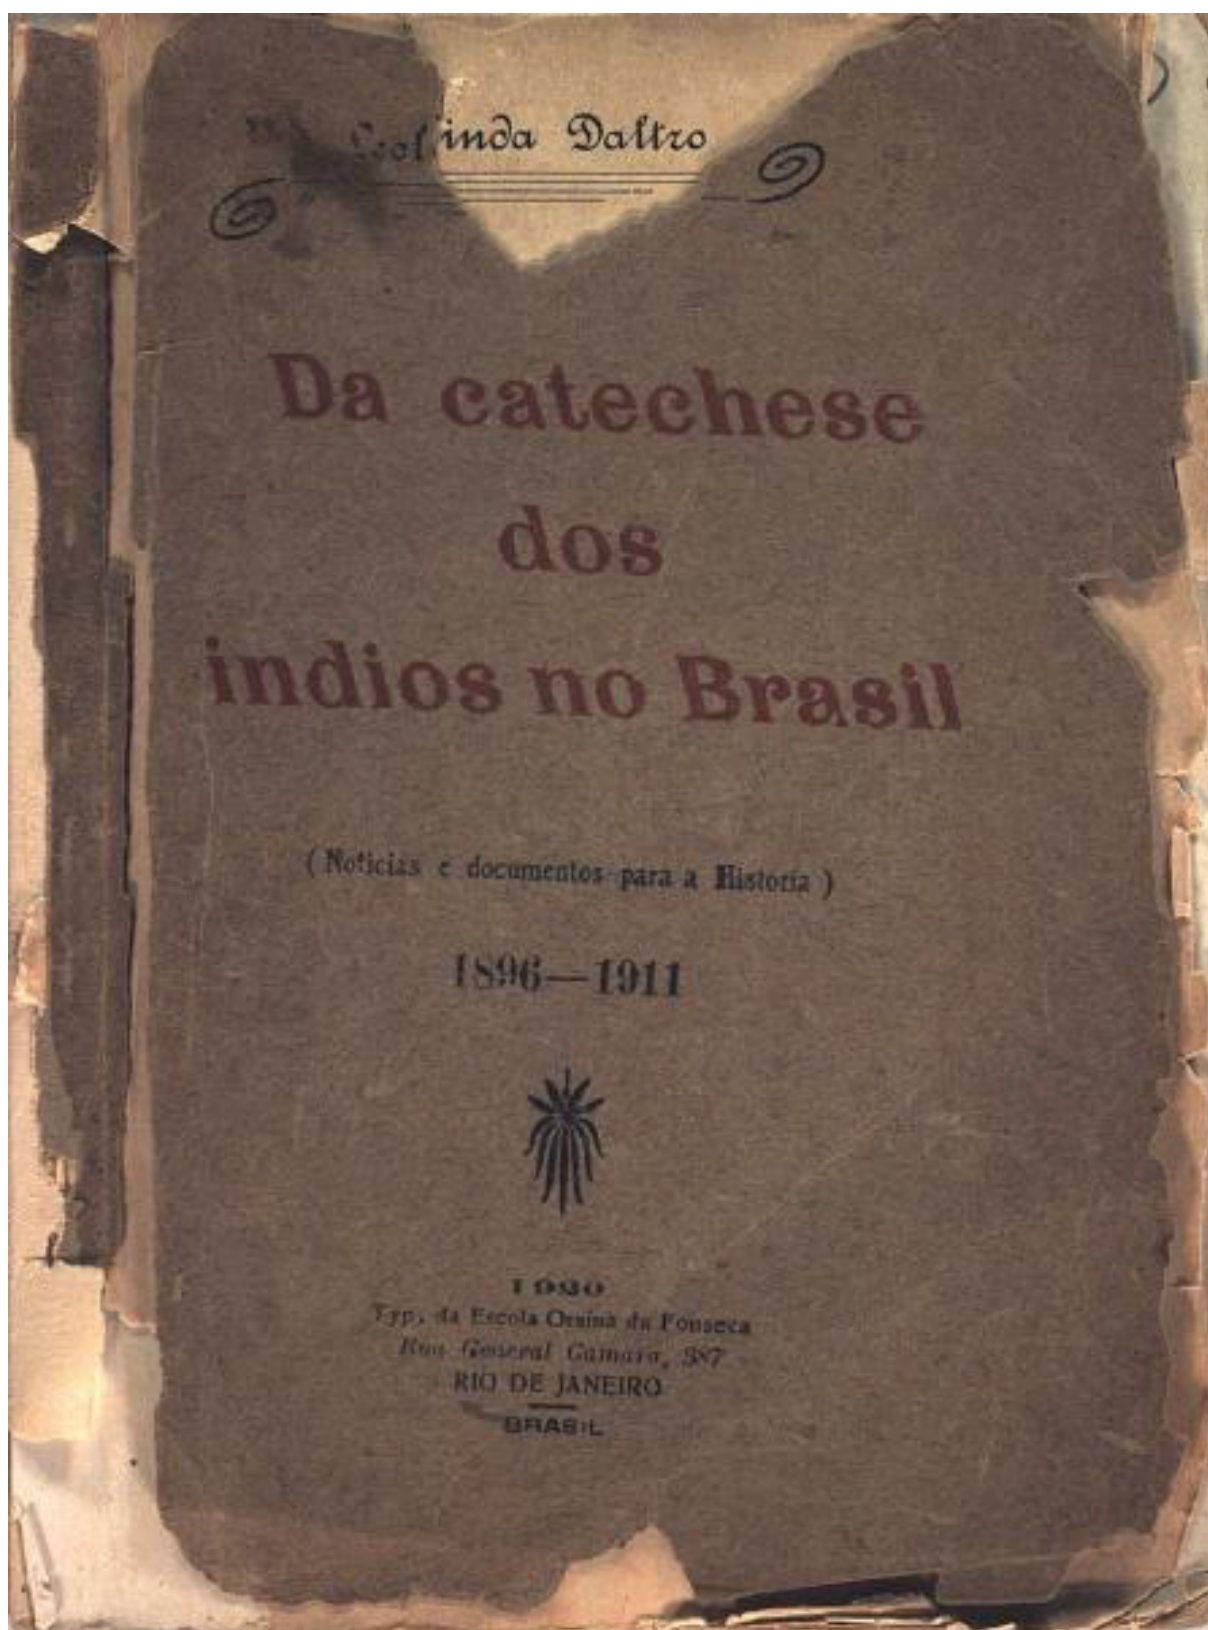 Leolinda Daltro
Da catechese
dos
indios no Brasil
( Noticias e documentos para a Historia )
1896—1911
1920
Typ. da Escola Orsina da Fonseca
Rua General Camara, 387
RIO DE JANEIRO
BRASIL